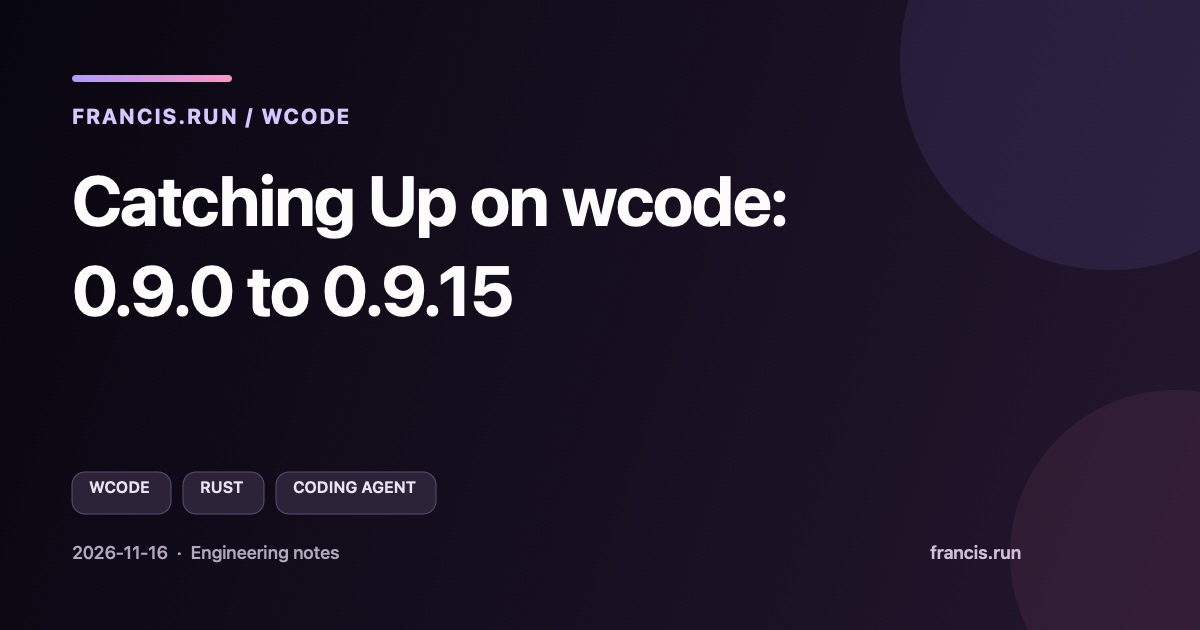 FRANCIS.RUN / WCODE
Catching Up on wcode:
0.9.0 to 0.9.15
WCODE RUST CODING AGENT
2026-11-16 · Engineering notes francis.run